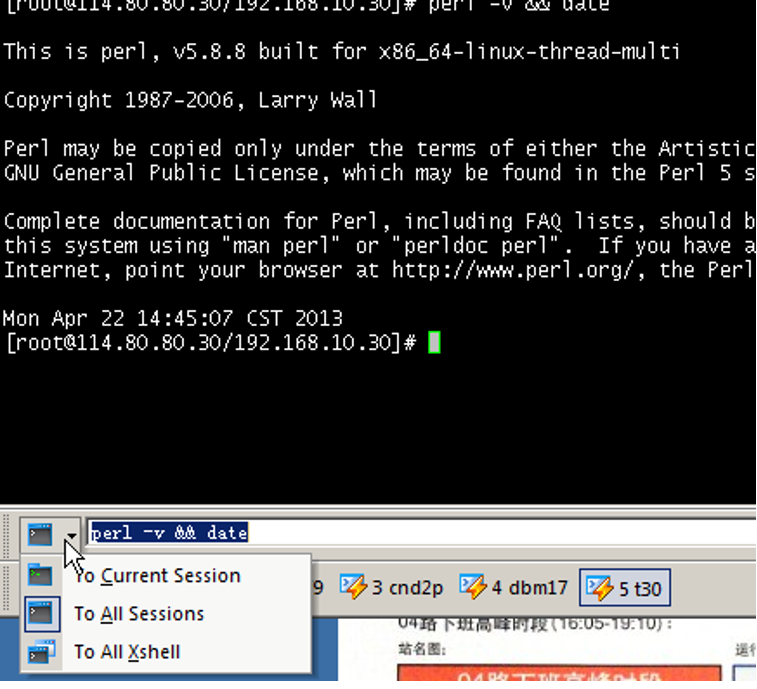 [root@114.80.80.30/192.168.10.30]# perl -v && date
This is perl, v5.8.8 built for x86_64-linux-thread-multi
Copyright 1987-2006, Larry Wall
Perl may be copied only under the terms of either the Artistic
GNU General Public License, which may be found in the Perl 5 s
Complete documentation for Perl, including FAQ lists, should b
this system using "man perl" or "perldoc perl".  If you have a
Internet, point your browser at http://www.perl.org/, the Perl
Mon Apr 22 14:45:07 CST 2013
[root@114.80.80.30/192.168.10.30]#
perl -v && date
To Current Session
To All Sessions
To All Xshell
9 3 cnd2p 4 dbm17 5 t30
04路下班高峰时段(16:05-19:10):
站名图: 运行
04路下班高峰时段